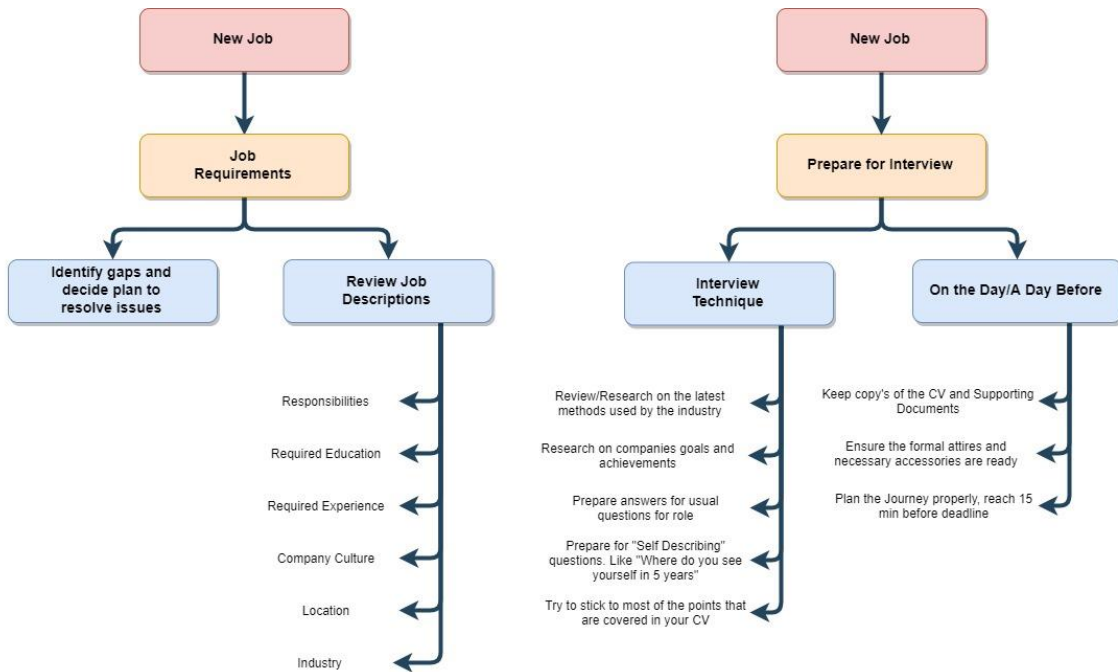 New Job
Job
Requirements
Identify gaps and
decide plan to
resolve issues
Review Job
Descriptions
Responsibilities
Required Education
Required Experience
Company Culture
Location
Industry
New Job
Prepare for Interview
Interview
Technique
Review/Research on the latest
methods used by the industry
Research on companies goals and
achievements
Prepare answers for usual
questions for role
Prepare for "Self Describing"
questions. Like "Where do you see
yourself in 5 years"
Try to stick to most of the points that
are covered in your CV
On the Day/A Day Before
Keep copy's of the CV and Supporting
Documents
Ensure the formal attires and
necessary accessories are ready
Plan the Journey properly, reach 15
min before deadline